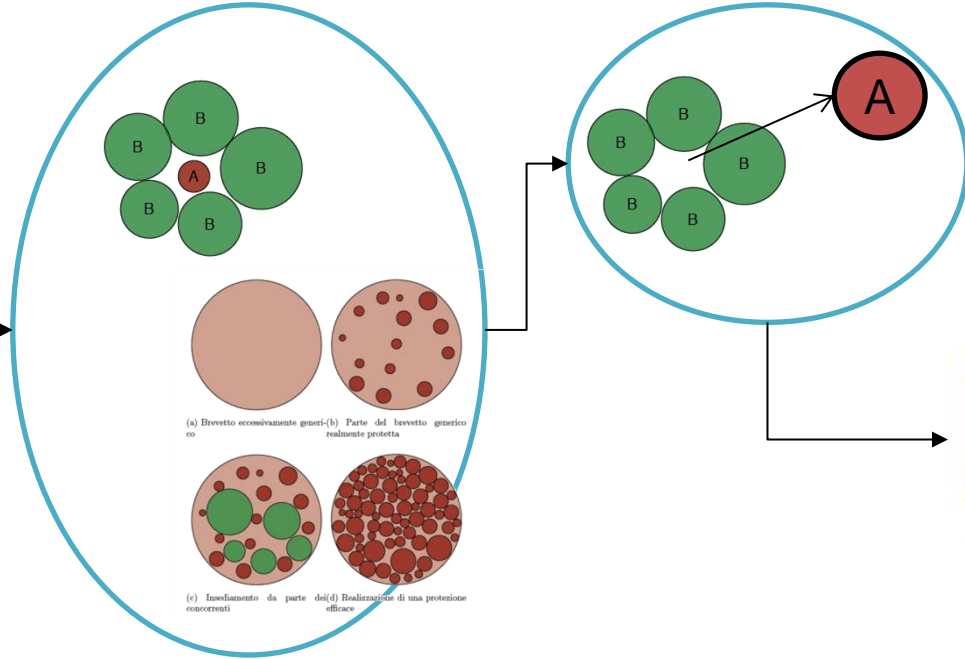 B
B
B
A
B
B
A
B
B
B
B
B
(a) Brevetto eccessivamente generi-
co
(b) Parte del brevetto generico
realmente protetta
(c) Insediamento da parte dei
concorrenti
(d) Realizzazione di una protezione
efficace